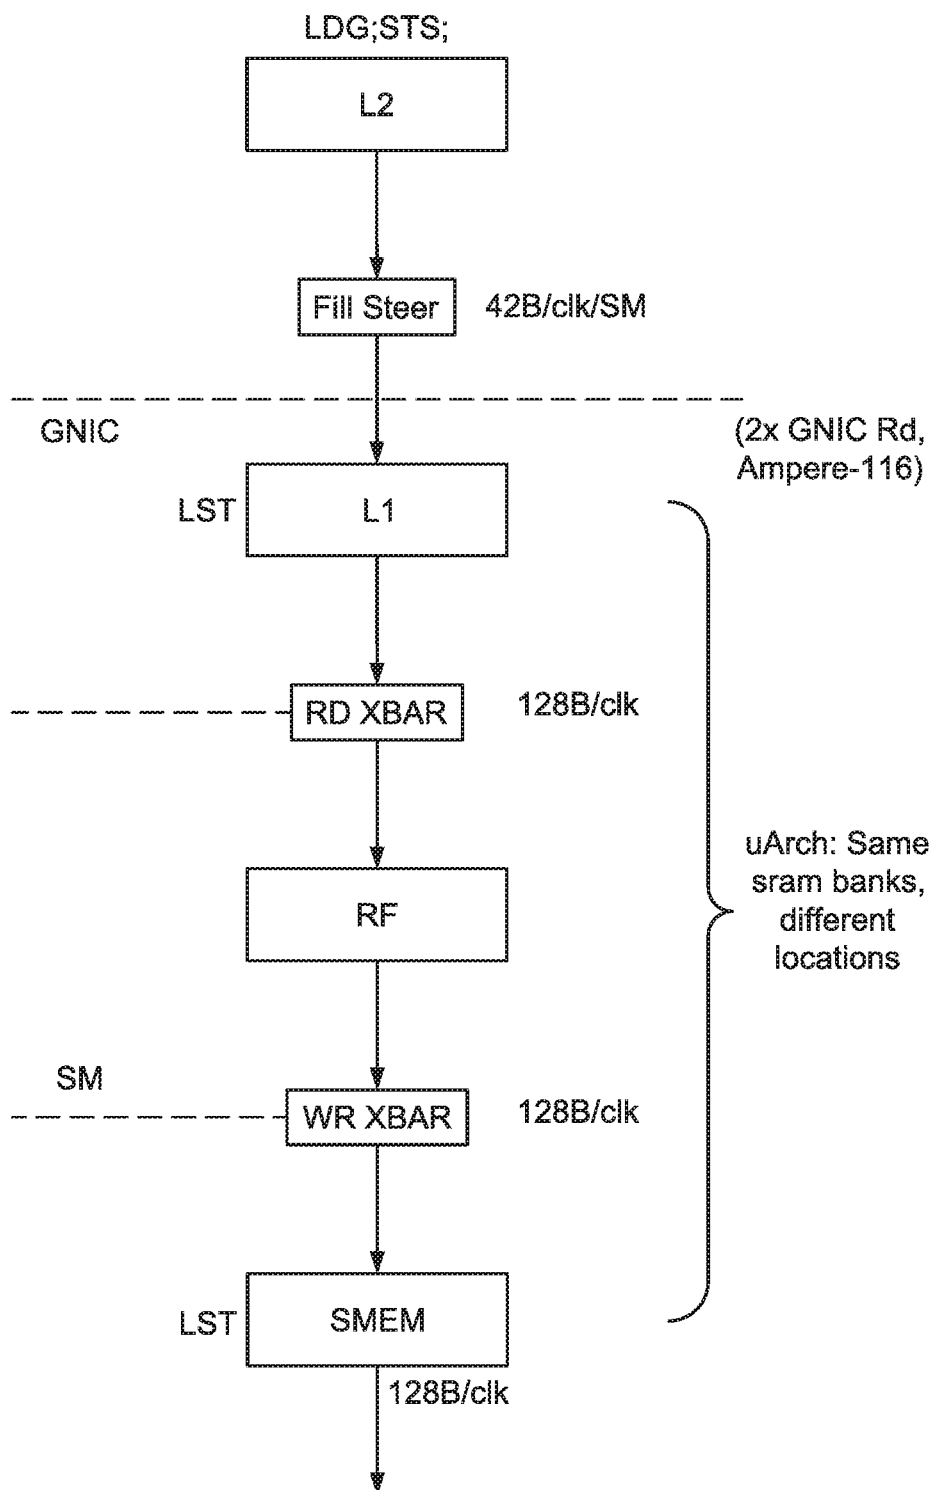 LDG;STS;
L2
Fill Steer
42B/clk/SM
GNIC
(2x GNIC Rd,
Ampere-116)
LST
L1
RD XBAR
128B/clk
uArch: Same
sram banks,
different
locations
RF
SM
WR XBAR
128B/clk
LST
SMEM
128B/clk